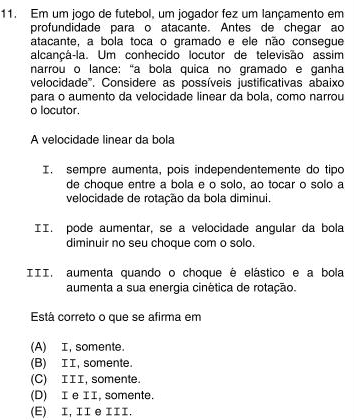 11. Em um jogo de futebol, um jogador fez um lançamento em
profundidade para o atacante. Antes de chegar ao
atacante, a bola toca o gramado e ele não consegue
alcançá-la. Um conhecido locutor de televisão assim
narrou o lance: “a bola quica no gramado e ganha
velocidade”. Considere as possíveis justificativas abaixo
para o aumento da velocidade linear da bola, como narrou
o locutor.
A velocidade linear da bola
I. sempre aumenta, pois independentemente do tipo
de choque entre a bola e o solo, ao tocar o solo a
velocidade de rotação da bola diminui.
II. pode aumentar, se a velocidade angular da bola
diminuir no seu choque com o solo.
III. aumenta quando o choque é elástico e a bola
aumenta a sua energia cinética de rotação.
Está correto o que se afirma em
(A) I, somente.
(B) II, somente.
(C) III, somente.
(D) I e II, somente.
(E) I, II e III.